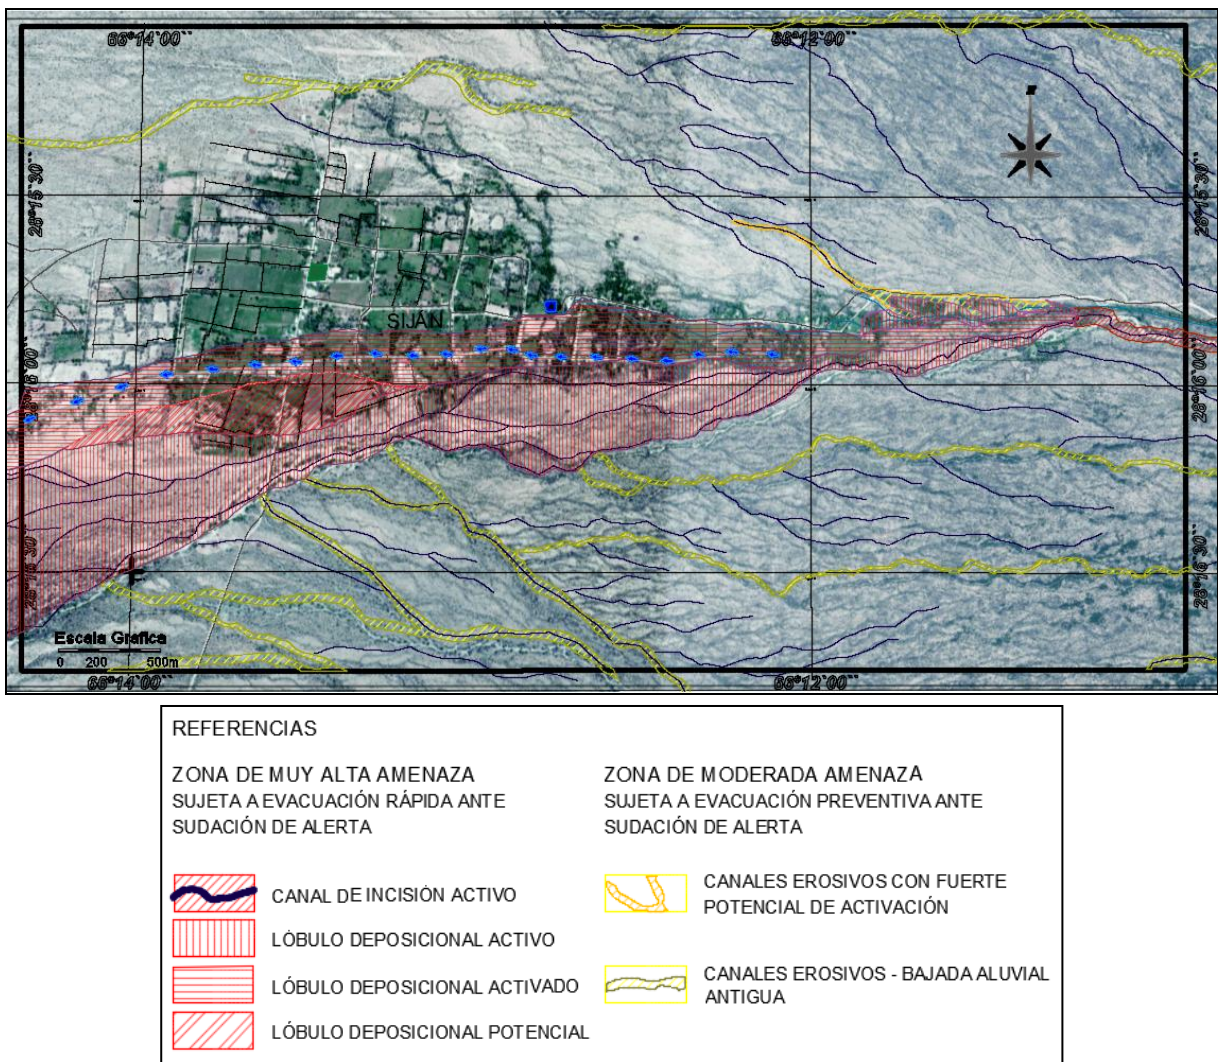 66°14´00´´
66°12´00´´
28°15´30´´
28°15´30´´
SIJÁN
28°16´00´´
28°16´00´´
28°16´30´´
28°16´30´´
F
Escala Grafica
0 200 500m
66°14´00´´
66°12´00´´
REFERENCIAS
ZONA DE MUY ALTA AMENAZA
SUJETA A EVACUACIÓN RÁPIDA ANTE
SUDACIÓN DE ALERTA
CANAL DE INCISIÓN ACTIVO
LÓBULO DEPOSICIONAL ACTIVO
LÓBULO DEPOSICIONAL ACTIVADO
LÓBULO DEPOSICIONAL POTENCIAL
ZONA DE MODERADA AMENAZA
SUJETA A EVACUACIÓN PREVENTIVA ANTE
SUDACIÓN DE ALERTA
CANALES EROSIVOS CON FUERTE
POTENCIAL DE ACTIVACIÓN
CANALES EROSIVOS - BAJADA ALUVIAL
ANTIGUA